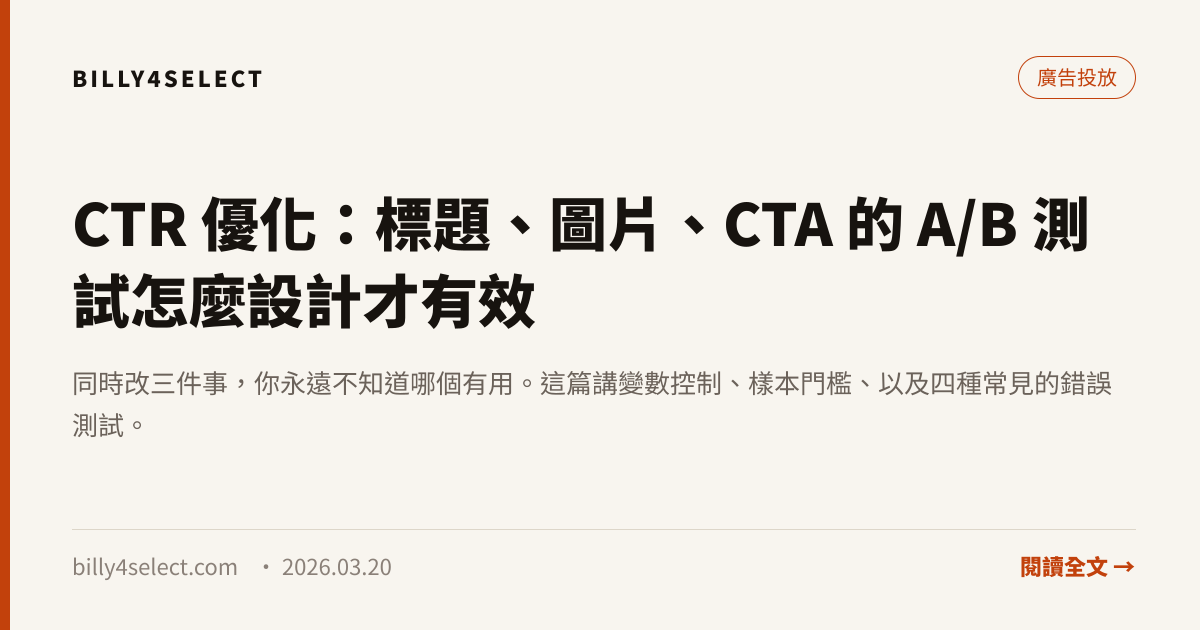 BILLY4SELECT
廣告投放
CTR 優化：標題、圖片、CTA 的 A/B 測
試怎麼設計才有效
同時改三件事，你永遠不知道哪個有用。這篇講變數控制、樣本門檻、以及四種常見的錯誤
測試。
billy4select.com • 2026.03.20
閱讀全文 →